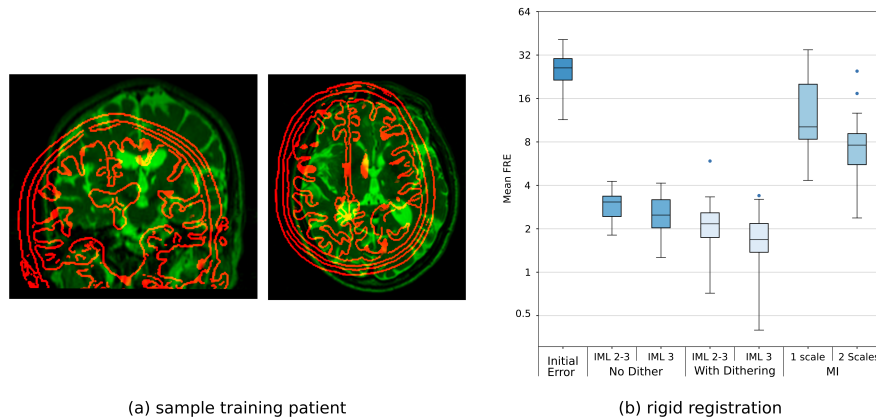 64
32
16
8
4
2
1
0.5
Mean FRE
Initial Error
IML 2-3
IML 3
No Dither
IML 2-3
IML 3
With Dithering
1 scale
2 Scales
MI
(a) sample training patient
(b) rigid registration